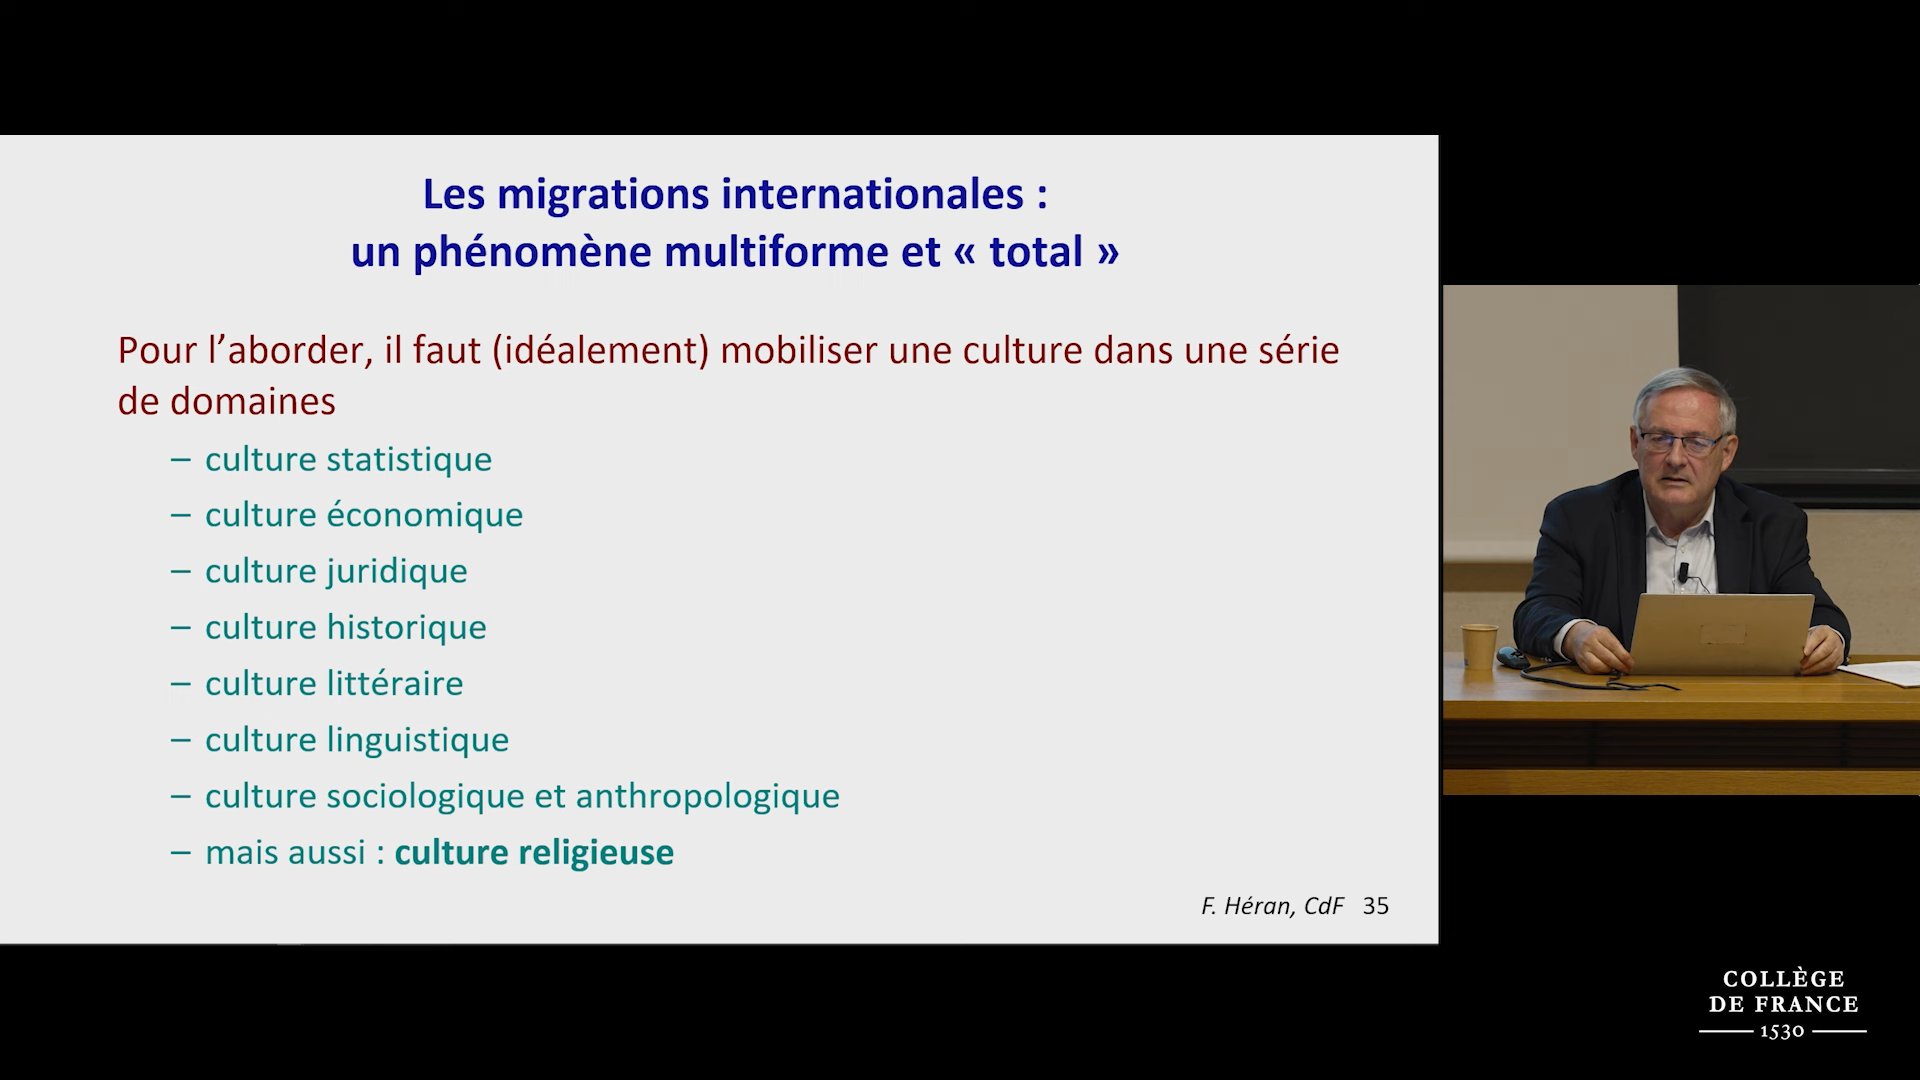 Les migrations internationales :
un phénomène multiforme et « total »
Pour l’aborder, il faut (idéalement) mobiliser une culture dans une série
de domaines
– culture statistique
– culture économique
– culture juridique
– culture historique
– culture littéraire
– culture linguistique
– culture sociologique et anthropologique
– mais aussi : culture religieuse
F. Héran, CdF 35
COLLÈGE
DE FRANCE
1530